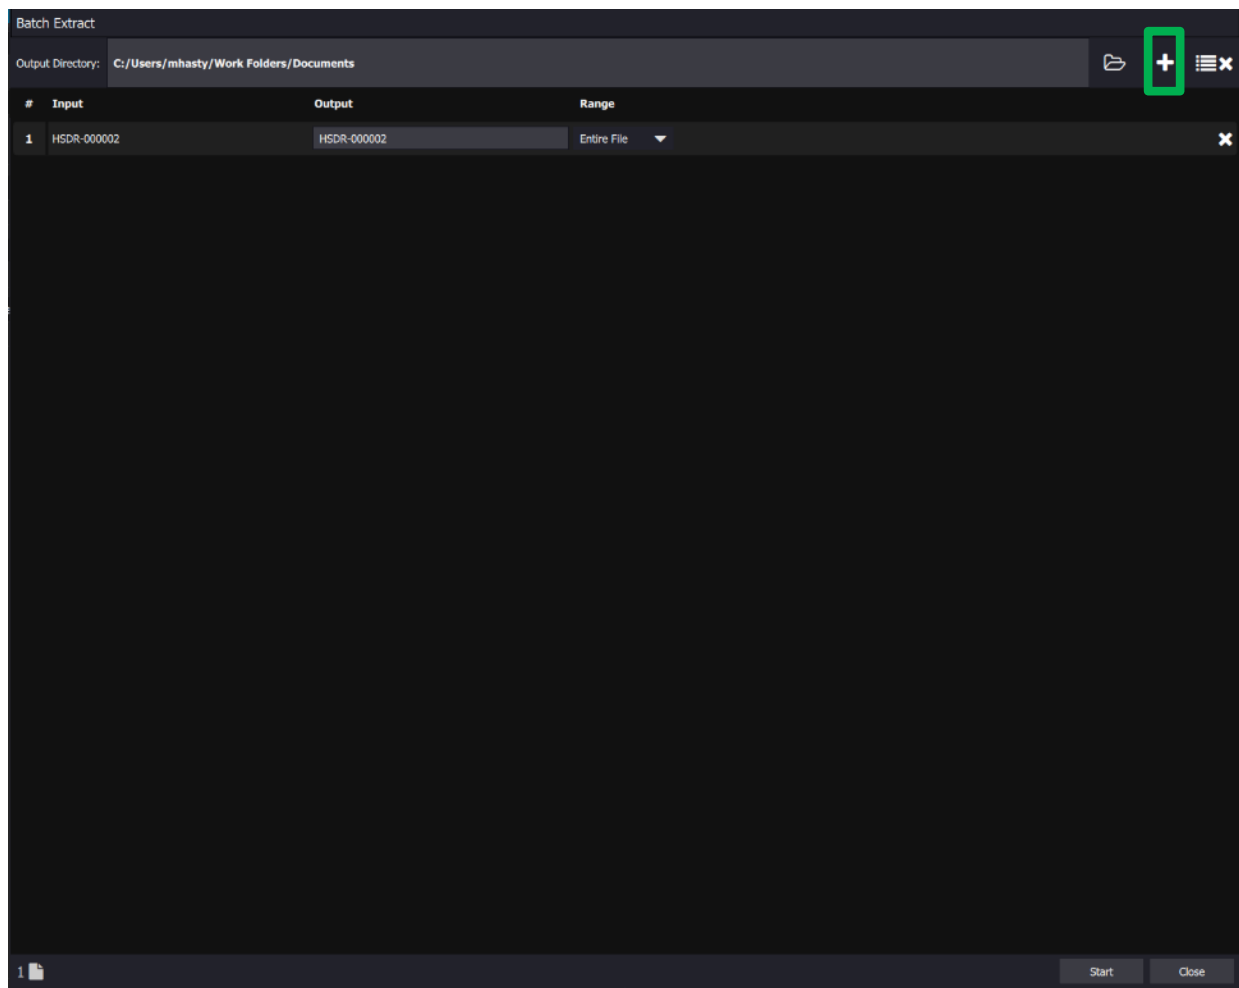 Batch Extract
Output Directory: C:/Users/mhasty/Work Folders/Documents
# Input Output Range
1 HSDR-000002 HSDR-000002 Entire File
1 Start Close